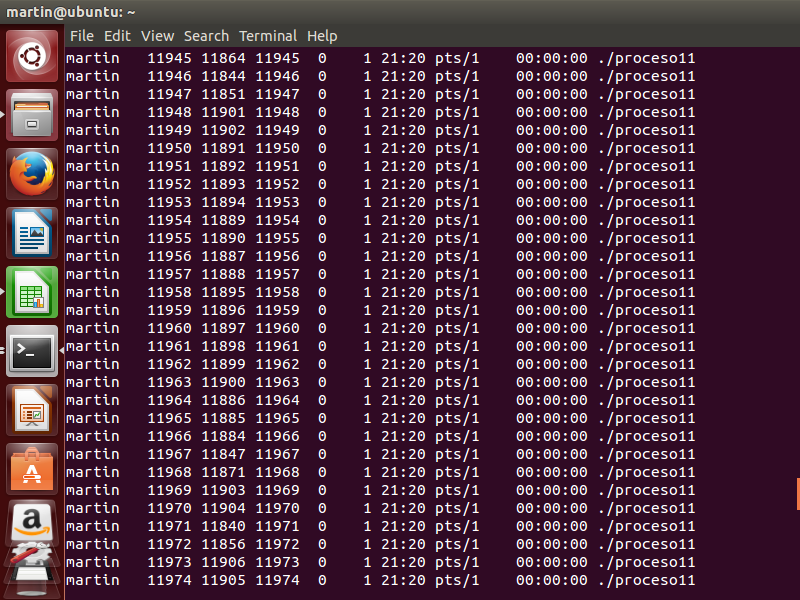 martin@ubuntu: ~
File Edit View Search Terminal Help
martin   11945 11864 11945  0    1 21:20 pts/1    00:00:00 ./proceso11
martin   11946 11844 11946  0    1 21:20 pts/1    00:00:00 ./proceso11
martin   11947 11851 11947  0    1 21:20 pts/1    00:00:00 ./proceso11
martin   11948 11901 11948  0    1 21:20 pts/1    00:00:00 ./proceso11
martin   11949 11902 11949  0    1 21:20 pts/1    00:00:00 ./proceso11
martin   11950 11891 11950  0    1 21:20 pts/1    00:00:00 ./proceso11
martin   11951 11892 11951  0    1 21:20 pts/1    00:00:00 ./proceso11
martin   11952 11893 11952  0    1 21:20 pts/1    00:00:00 ./proceso11
martin   11953 11894 11953  0    1 21:20 pts/1    00:00:00 ./proceso11
martin   11954 11889 11954  0    1 21:20 pts/1    00:00:00 ./proceso11
martin   11955 11890 11955  0    1 21:20 pts/1    00:00:00 ./proceso11
martin   11956 11887 11956  0    1 21:20 pts/1    00:00:00 ./proceso11
martin   11957 11888 11957  0    1 21:20 pts/1    00:00:00 ./proceso11
martin   11958 11895 11958  0    1 21:20 pts/1    00:00:00 ./proceso11
martin   11959 11896 11959  0    1 21:20 pts/1    00:00:00 ./proceso11
martin   11960 11897 11960  0    1 21:20 pts/1    00:00:00 ./proceso11
martin   11961 11898 11961  0    1 21:20 pts/1    00:00:00 ./proceso11
martin   11962 11899 11962  0    1 21:20 pts/1    00:00:00 ./proceso11
martin   11963 11900 11963  0    1 21:20 pts/1    00:00:00 ./proceso11
martin   11964 11886 11964  0    1 21:20 pts/1    00:00:00 ./proceso11
martin   11965 11885 11965  0    1 21:20 pts/1    00:00:00 ./proceso11
martin   11966 11884 11966  0    1 21:20 pts/1    00:00:00 ./proceso11
martin   11967 11847 11967  0    1 21:20 pts/1    00:00:00 ./proceso11
martin   11968 11871 11968  0    1 21:20 pts/1    00:00:00 ./proceso11
martin   11969 11903 11969  0    1 21:20 pts/1    00:00:00 ./proceso11
martin   11970 11904 11970  0    1 21:20 pts/1    00:00:00 ./proceso11
martin   11971 11840 11971  0    1 21:20 pts/1    00:00:00 ./proceso11
martin   11972 11856 11972  0    1 21:20 pts/1    00:00:00 ./proceso11
martin   11973 11906 11973  0    1 21:20 pts/1    00:00:00 ./proceso11
martin   11974 11905 11974  0    1 21:20 pts/1    00:00:00 ./proceso11